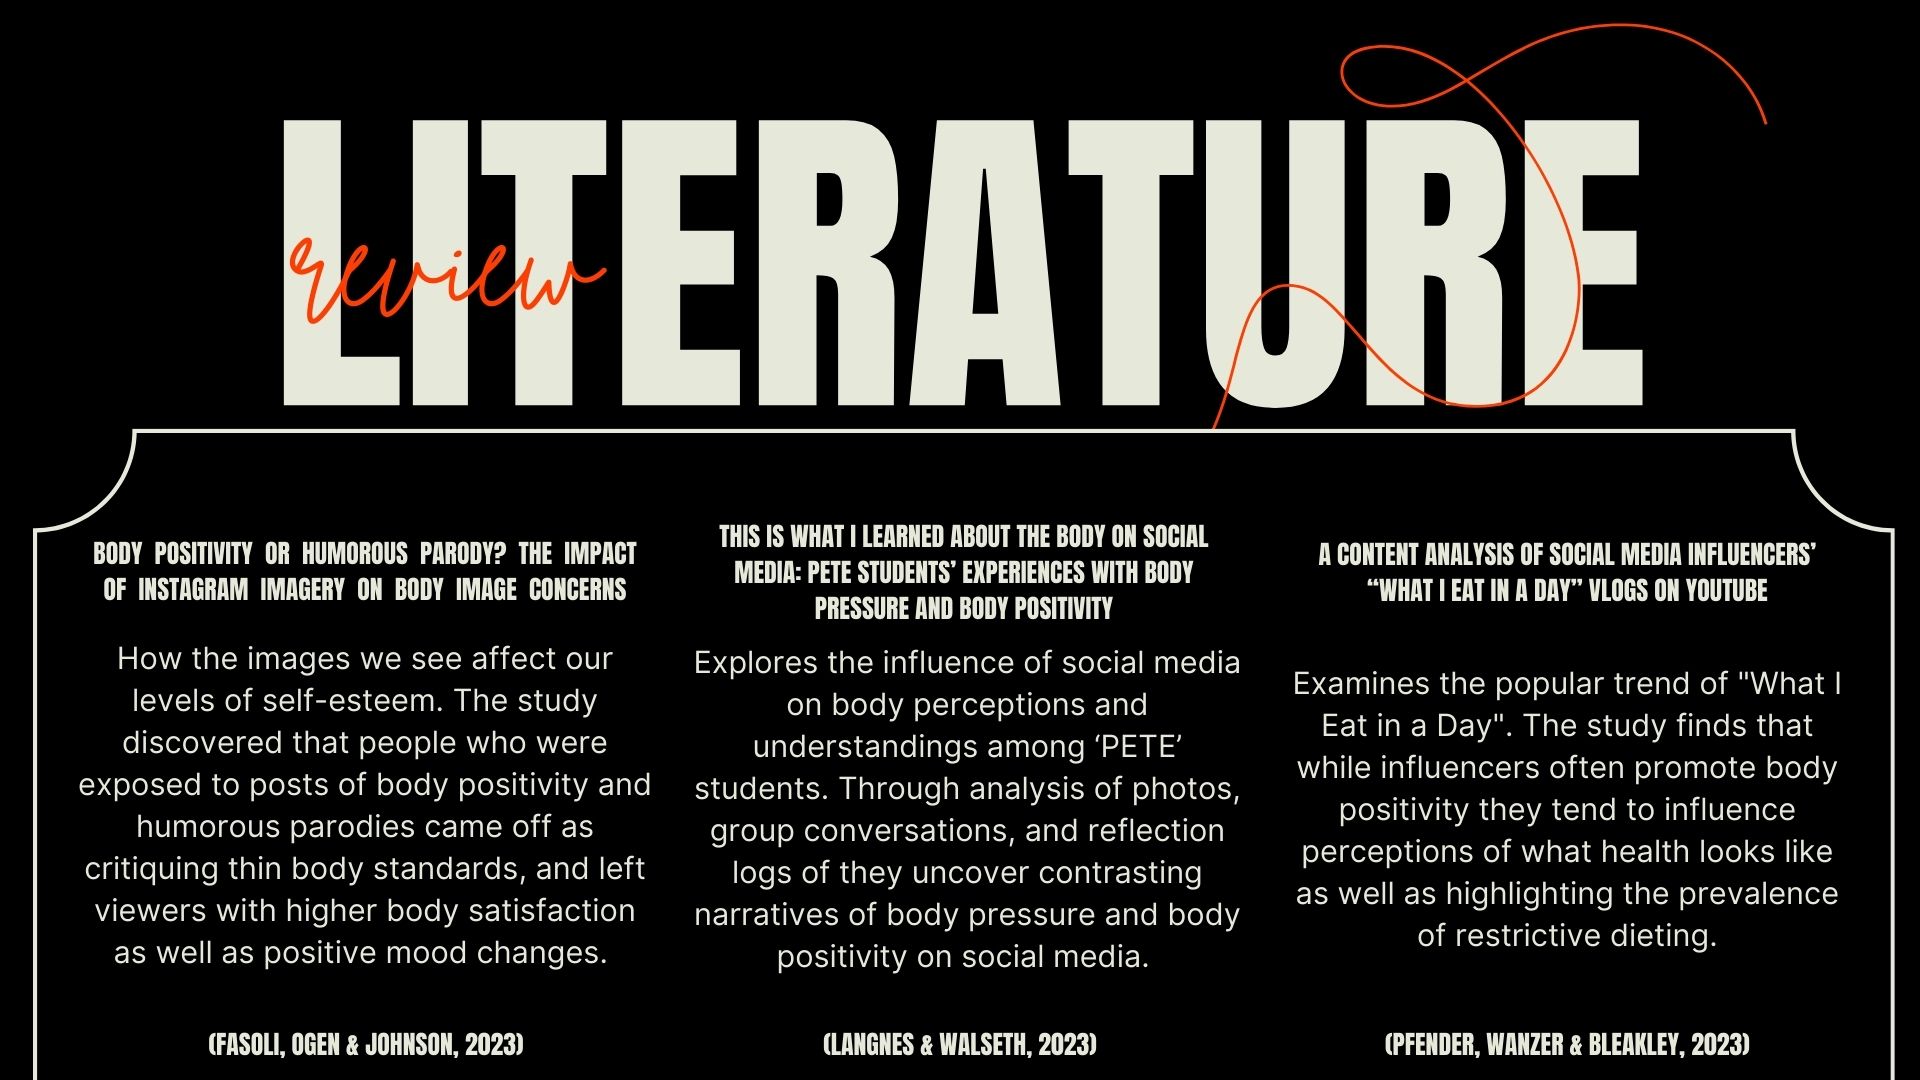 LITERATURE
review
BODY POSITIVITY OR HUMOROUS PARODY? THE IMPACT
OF INSTAGRAM IMAGERY ON BODY IMAGE CONCERNS
How the images we see affect our
levels of self-esteem. The study
discovered that people who were
exposed to posts of body positivity and
humorous parodies came off as
critiquing thin body standards, and left
viewers with higher body satisfaction
as well as positive mood changes.
(FASOLI, OGEN & JOHNSON, 2023)
THIS IS WHAT I LEARNED ABOUT THE BODY ON SOCIAL
MEDIA: PETE STUDENTS’ EXPERIENCES WITH BODY
PRESSURE AND BODY POSITIVITY
Explores the influence of social media
on body perceptions and
understandings among ‘PETE’
students. Through analysis of photos,
group conversations, and reflection
logs of they uncover contrasting
narratives of body pressure and body
positivity on social media.
(LANGNES & WALSETH, 2023)
A CONTENT ANALYSIS OF SOCIAL MEDIA INFLUENCERS’
“WHAT I EAT IN A DAY” VLOGS ON YOUTUBE
Examines the popular trend of "What I
Eat in a Day". The study finds that
while influencers often promote body
positivity they tend to influence
perceptions of what health looks like
as well as highlighting the prevalence
of restrictive dieting.
(PFENDER, WANZER & BLEAKLEY, 2023)